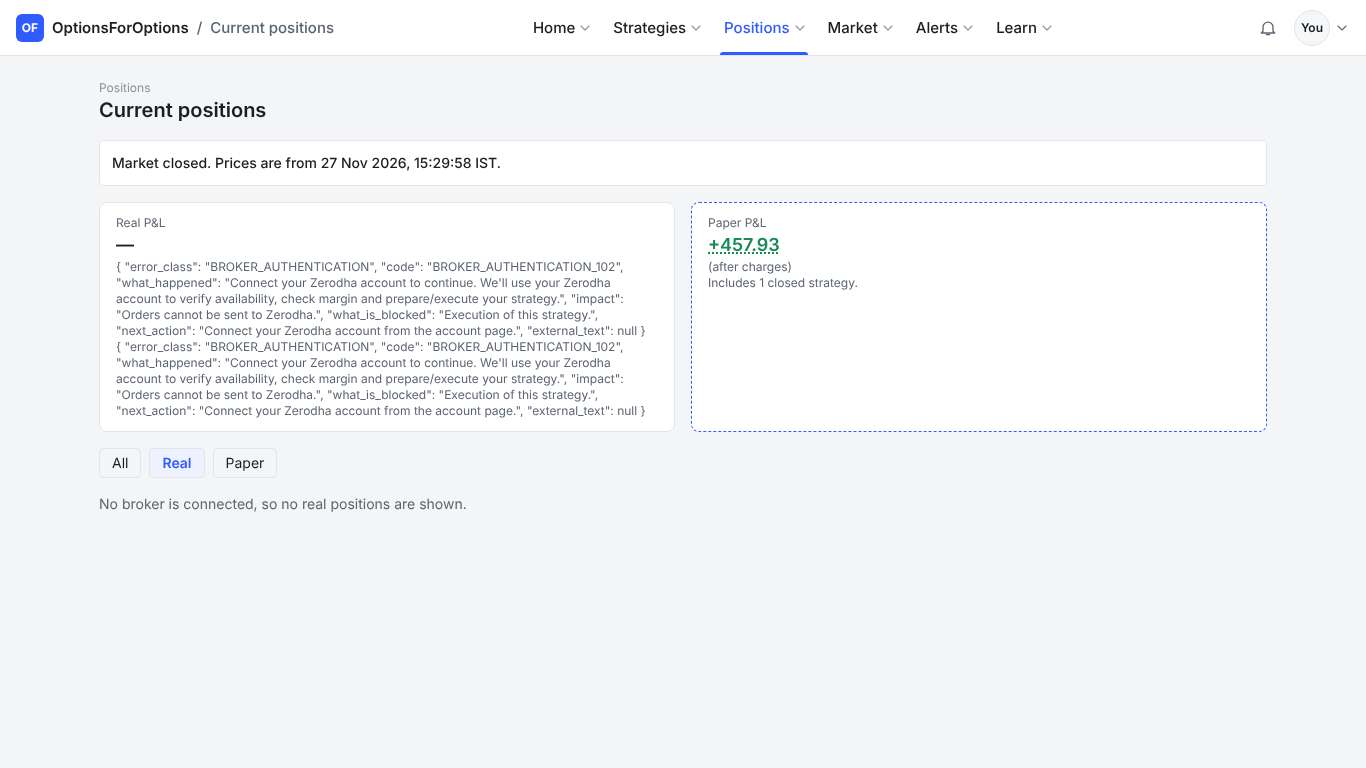 OF OptionsForOptions / Current positions Home Strategies Positions Market Alerts Learn You
Positions
Current positions
Market closed. Prices are from 27 Nov 2026, 15:29:58 IST.
Real P&L
—
{ "error_class": "BROKER_AUTHENTICATION", "code": "BROKER_AUTHENTICATION_102",
"what_happened": "Connect your Zerodha account to continue. We'll use your Zerodha
account to verify availability, check margin and prepare/execute your strategy.", "impact":
"Orders cannot be sent to Zerodha.", "what_is_blocked": "Execution of this strategy.",
"next_action": "Connect your Zerodha account from the account page.", "external_text": null }
{ "error_class": "BROKER_AUTHENTICATION", "code": "BROKER_AUTHENTICATION_102",
"what_happened": "Connect your Zerodha account to continue. We'll use your Zerodha
account to verify availability, check margin and prepare/execute your strategy.", "impact":
"Orders cannot be sent to Zerodha.", "what_is_blocked": "Execution of this strategy.",
"next_action": "Connect your Zerodha account from the account page.", "external_text": null }
Paper P&L
+457.93
(after charges)
Includes 1 closed strategy.
All Real Paper
No broker is connected, so no real positions are shown.